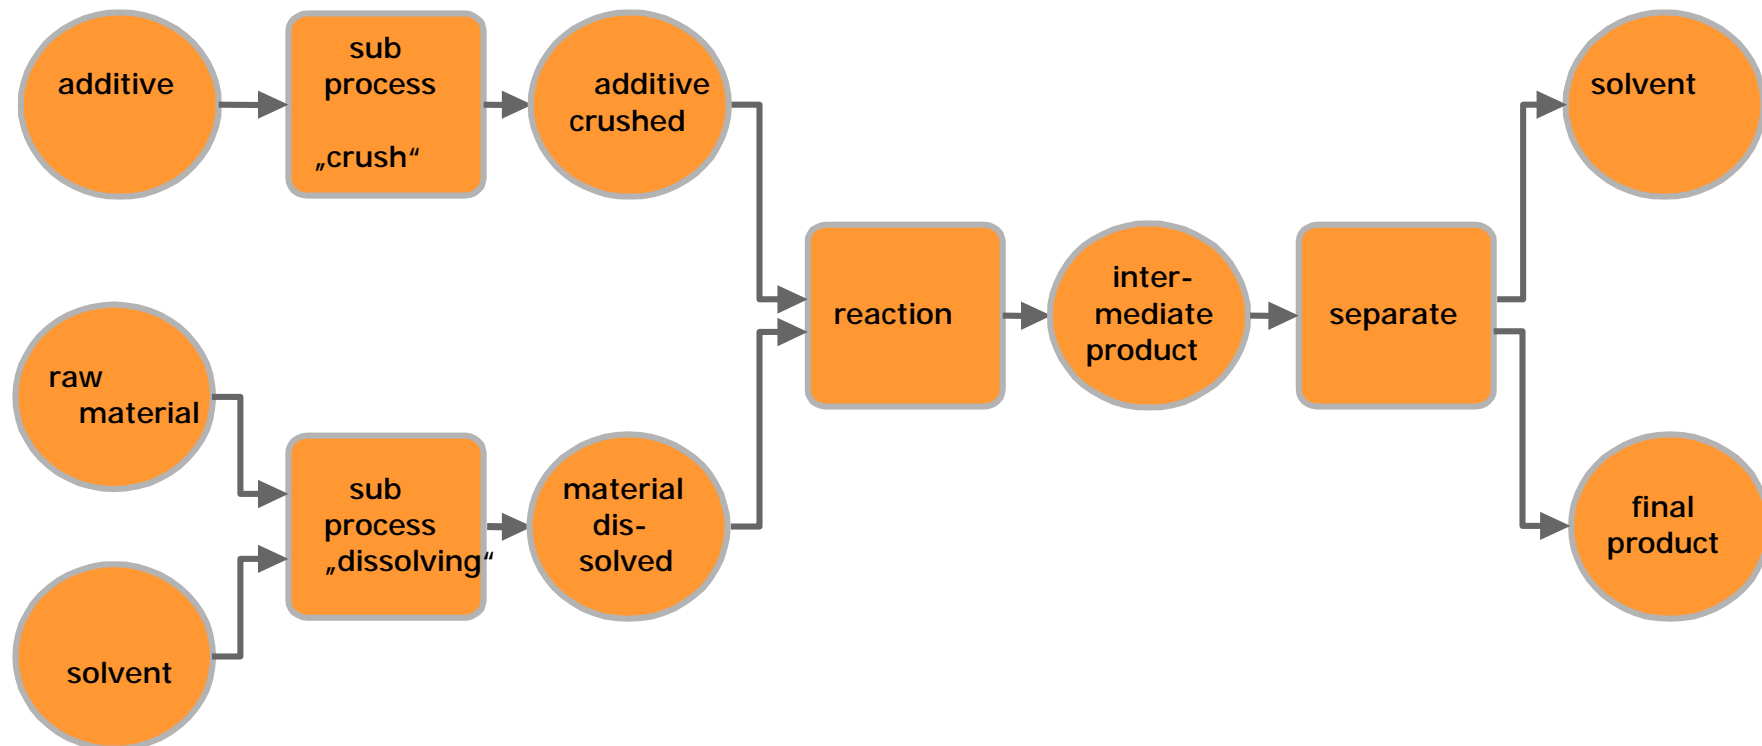 additive
sub
process
„crush“
additive
crushed
solvent
raw
material
solvent
sub
process
„dissolving“
material
dis-
solved
reaction
inter-
mediate
product
separate
final
product